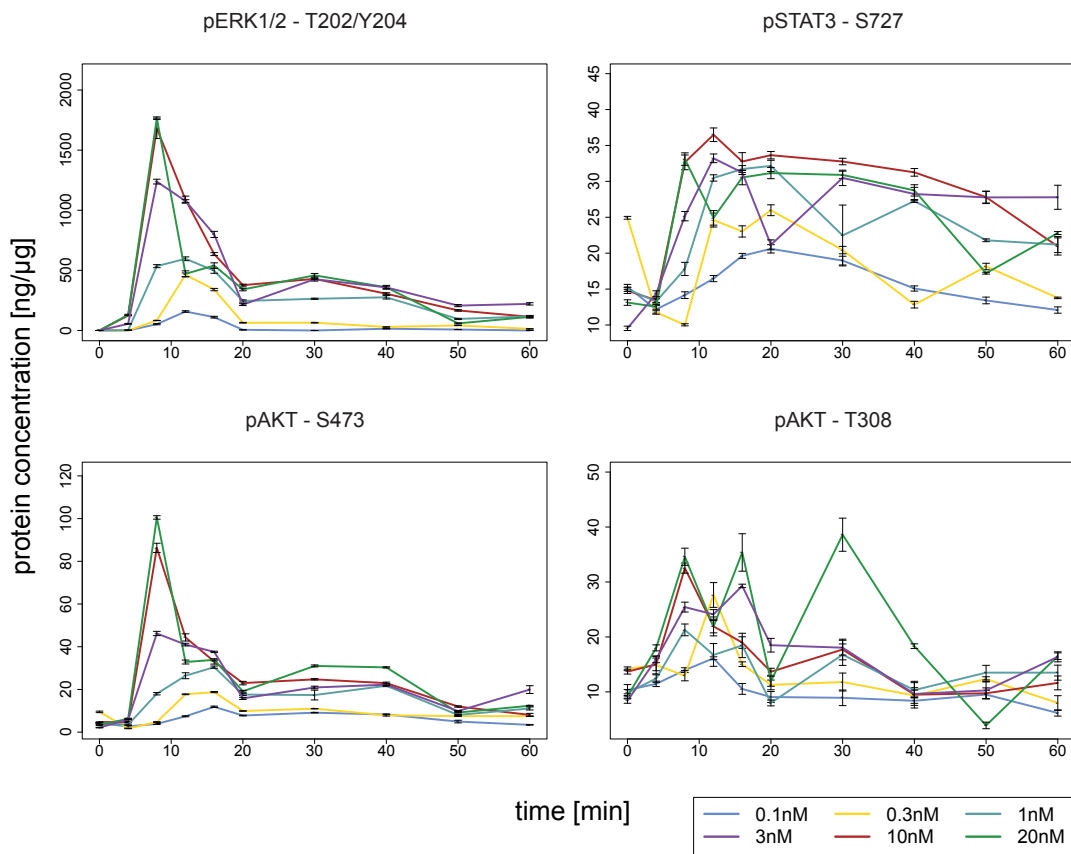 pERK1/2 - T202/Y204
pSTAT3 - S727
2000
1500
1000
500
0
0 10 20 30 40 50 60
45
40
35
30
25
20
15
10
0 10 20 30 40 50 60
protein concentration [ng/µg]
pAKT - S473
pAKT - T308
120
100
80
60
40
20
0
0 10 20 30 40 50 60
50
40
30
20
10
0 10 20 30 40 50 60
time [min]
0.1nM 0.3nM 1nM
3nM 10nM 20nM